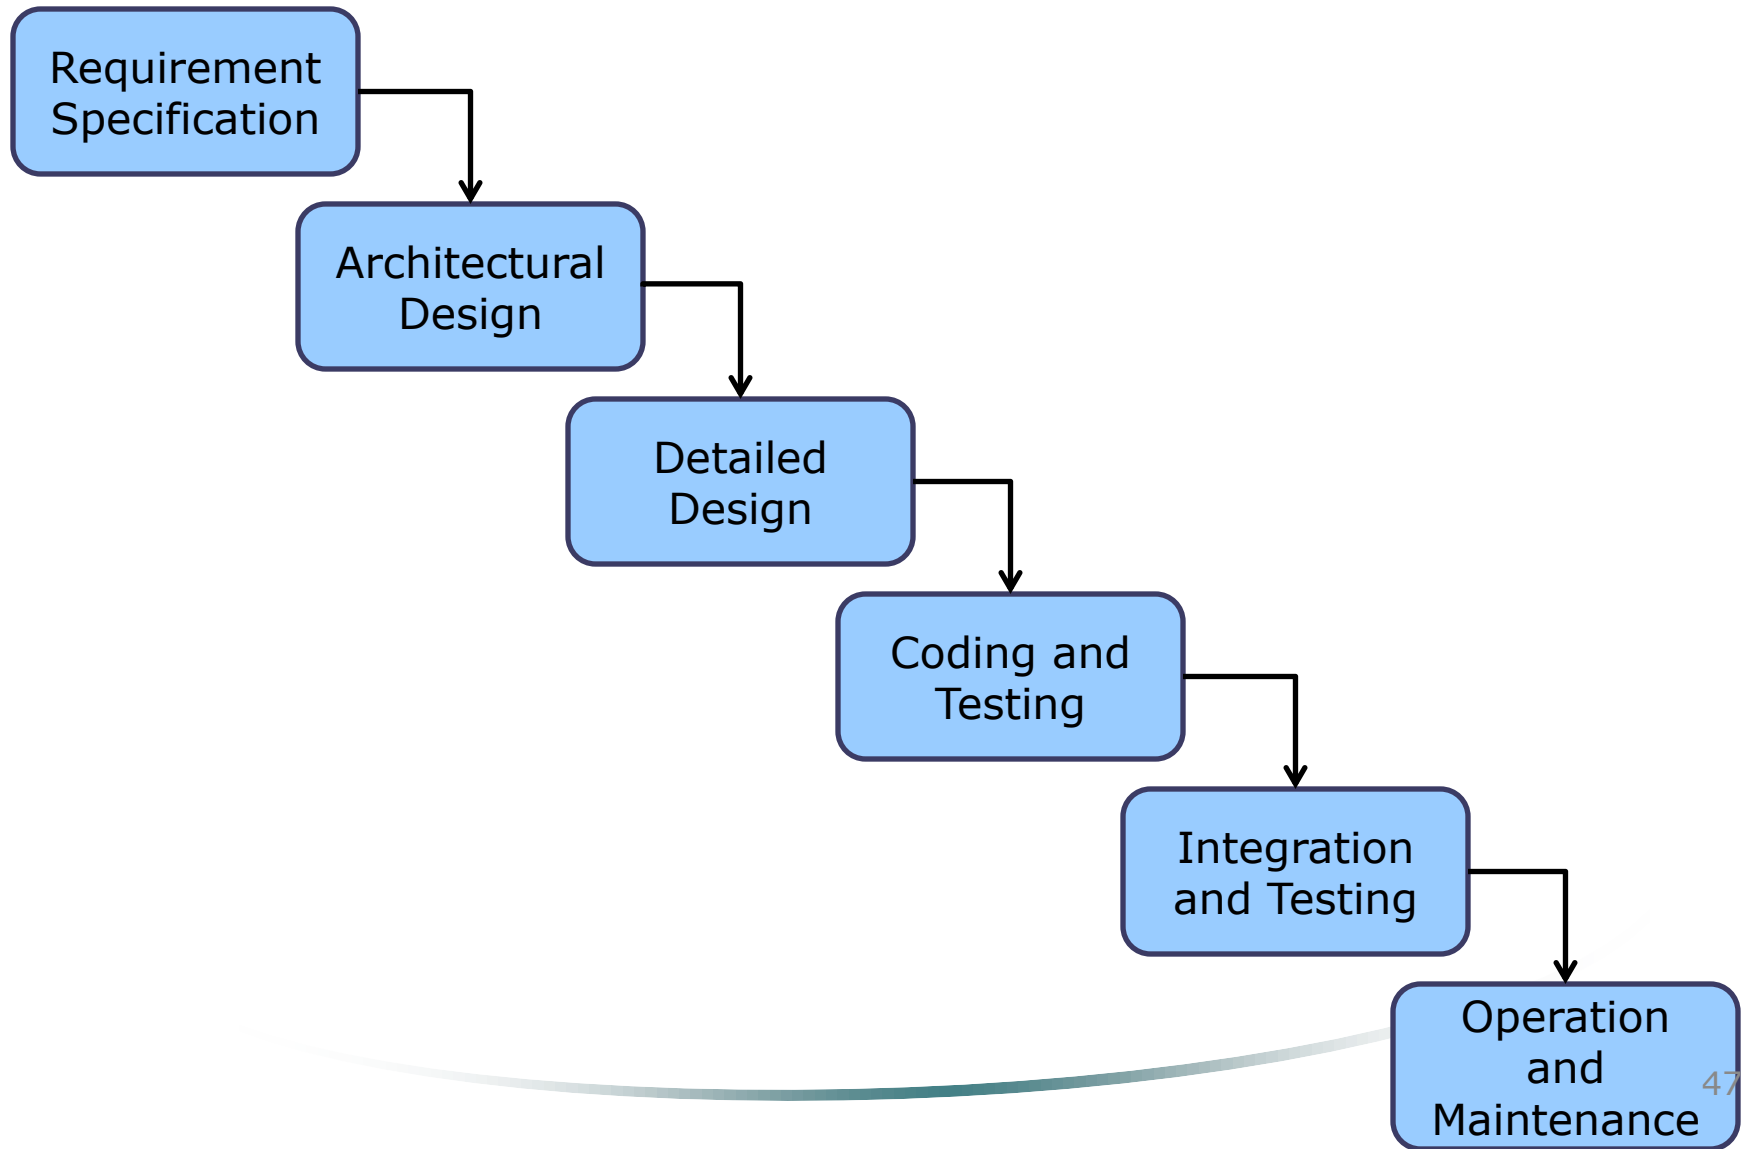 Requirement
Specification
Architectural
Design
Detailed
Design
Coding and
Testing
Integration
and Testing
Operation
and
Maintenance
47